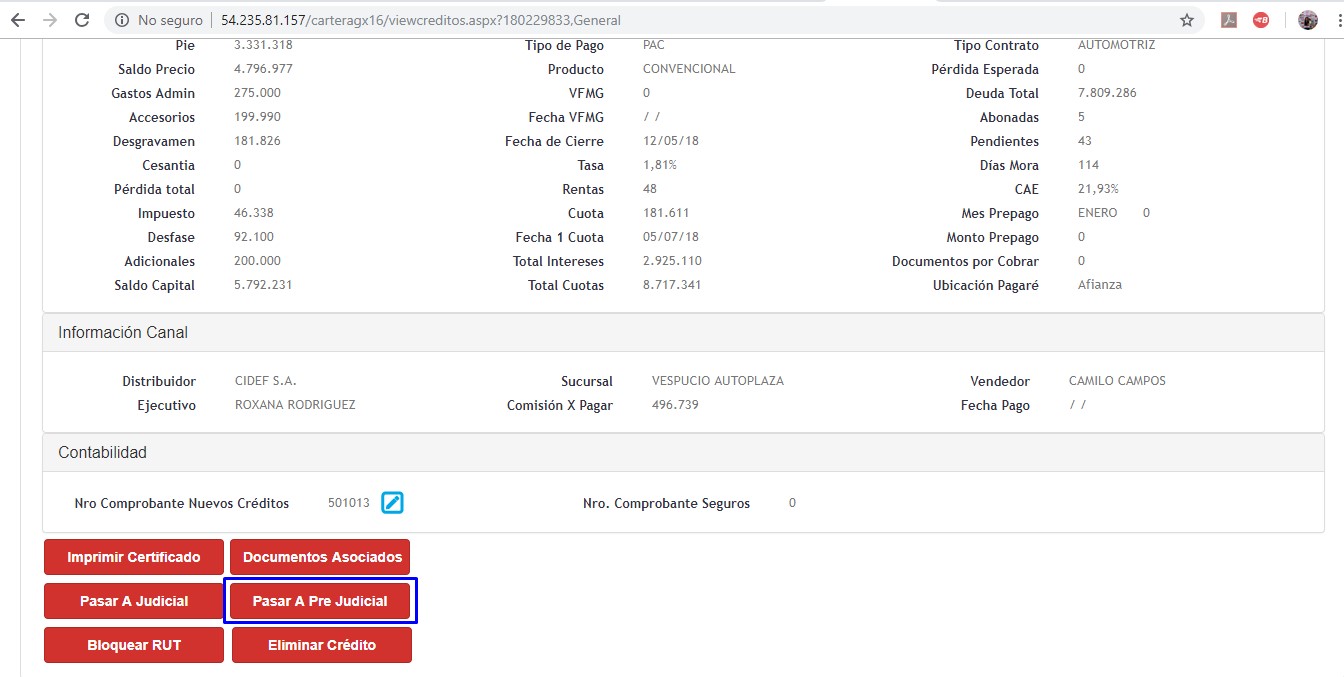 No seguro 54.235.81.157/carteragx16/viewcreditos.aspx?180229833,General
Pie 3.331.318 Tipo de Pago PAC Tipo Contrato AUTOMOTRIZ
Saldo Precio 4.796.977 Producto CONVENCIONAL Pérdida Esperada 0
Gastos Admin 275.000 VFMG 0 Deuda Total 7.809.286
Accesorios 199.990 Fecha VFMG / / Abonadas 5
Desgravamen 181.826 Fecha de Cierre 12/05/18 Pendientes 43
Cesantia 0 Tasa 1,81% Días Mora 114
Pérdida total 0 Rentas 48 CAE 21,93%
Impuesto 46.338 Cuota 181.611 Mes Prepago ENERO 0
Desfase 92.100 Fecha 1 Cuota 05/07/18 Monto Prepago 0
Adicionales 200.000 Total Intereses 2.925.110 Documentos por Cobrar 0
Saldo Capital 5.792.231 Total Cuotas 8.717.341 Ubicación Pagaré Afianza
Información Canal
Distribuidor CIDEF S.A. Sucursal VESPUCIO AUTOPLAZA Vendedor CAMILO CAMPOS
Ejecutivo ROXANA RODRIGUEZ Comisión X Pagar 496.739 Fecha Pago / /
Contabilidad
Nro Comprobante Nuevos Créditos 501013 Nro. Comprobante Seguros 0
Imprimir Certificado Documentos Asociados
Pasar A Judicial Pasar A Pre Judicial
Bloquear RUT Eliminar Crédito